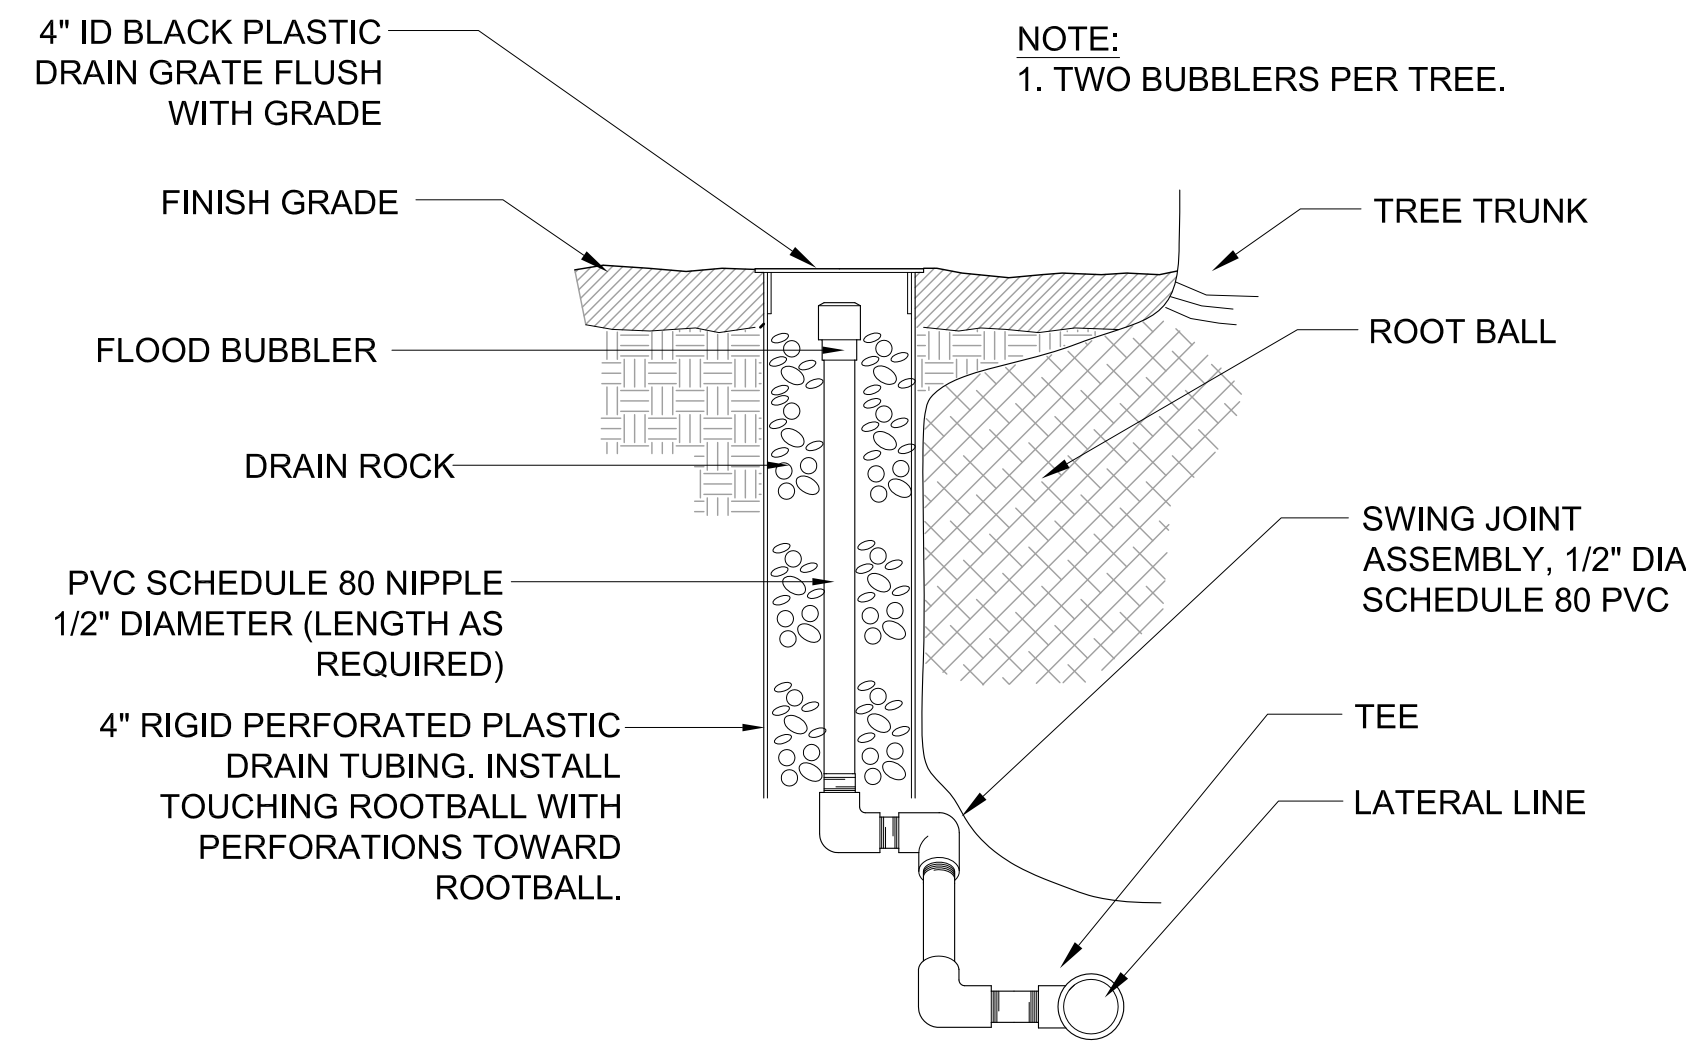 4" ID BLACK PLASTIC
DRAIN GRATE FLUSH
WITH GRADE
FINISH GRADE
FLOOD BUBBLER
DRAIN ROCK
PVC SCHEDULE 80 NIPPLE
1/2" DIAMETER (LENGTH AS
REQUIRED)
4" RIGID PERFORATED PLASTIC
DRAIN TUBING. INSTALL
TOUCHING ROOTBALL WITH
PERFORATIONS TOWARD
ROOTBALL.
NOTE:
1. TWO BUBBLERS PER TREE.
TREE TRUNK
ROOT BALL
SWING JOINT
ASSEMBLY, 1/2" DIA
SCHEDULE 80 PVC
TEE
LATERAL LINE